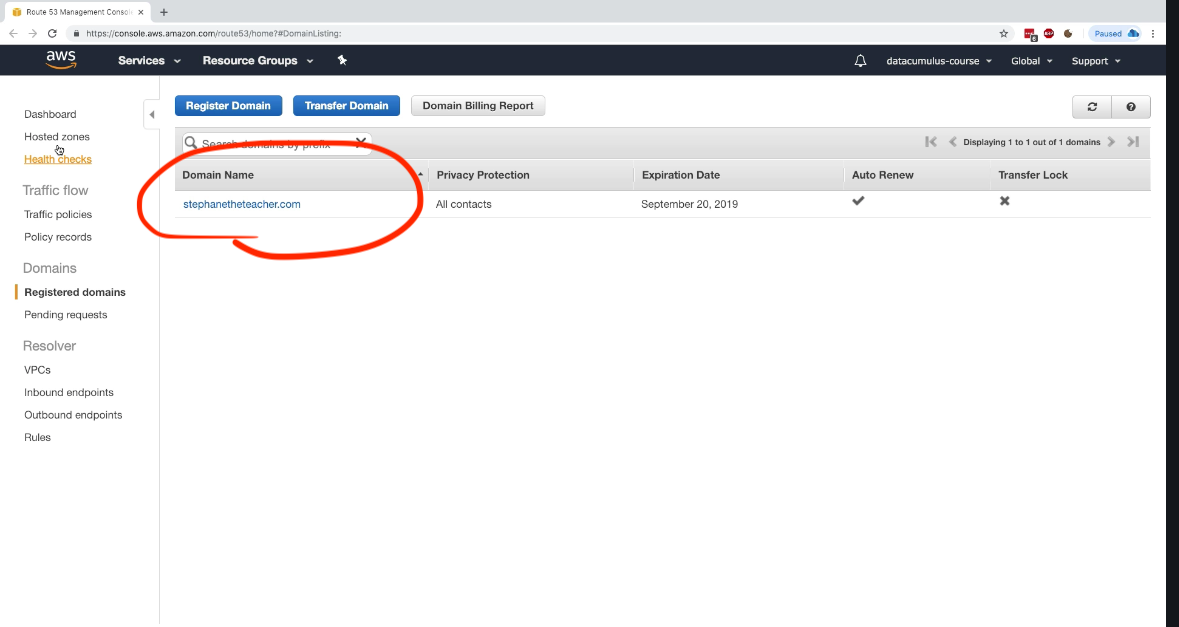 Route 53 Management Consol
https://console.aws.amazon.com/route53/home?#DomainListing:
Paused
aws
Services
Resource Groups
datacumulus-course
Global
Support
Dashboard
Hosted zones
Health checks
Traffic flow
Traffic policies
Policy records
Domains
Registered domains
Pending requests
Resolver
VPCs
Inbound endpoints
Outbound endpoints
Rules
Register Domain
Transfer Domain
Domain Billing Report
Search domains by prefix
Displaying 1 to 1 out of 1 domains
Domain Name
Privacy Protection
Expiration Date
Auto Renew
Transfer Lock
stephanetheteacher.com
All contacts
September 20, 2019